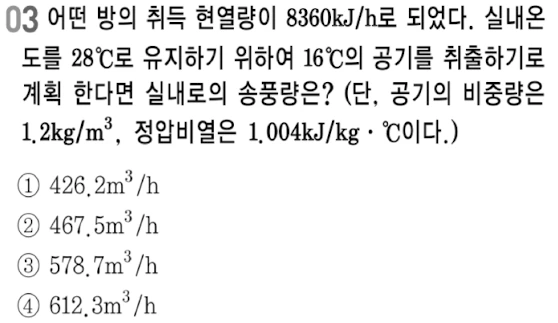 03 어떤 방의 취득 현열량이 8360kJ/h로 되었다. 실내온
도를 28℃로 유지하기 위하여 16℃의 공기를 취출하기로
계획 한다면 실내로의 송풍량은? (단, 공기의 비중량은
1.2kg/m³, 정압비열은 1.004kJ/kg · ℃이다.)
① 426.2m³/h
② 467.5m³/h
③ 578.7m³/h
④ 612.3m³/h